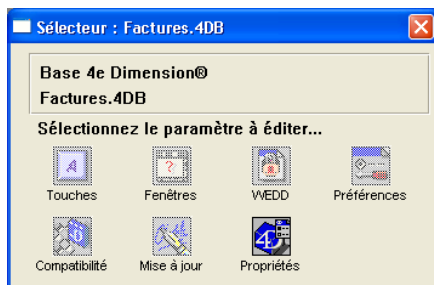 Sélecteur : Factures.4DB
Base 4e Dimension®
Factures.4DB
Sélectionnez le paramètre à éditer...
Touches Fenêtres WEDD Préférences
Compatibilité Mise à jour Propriétés